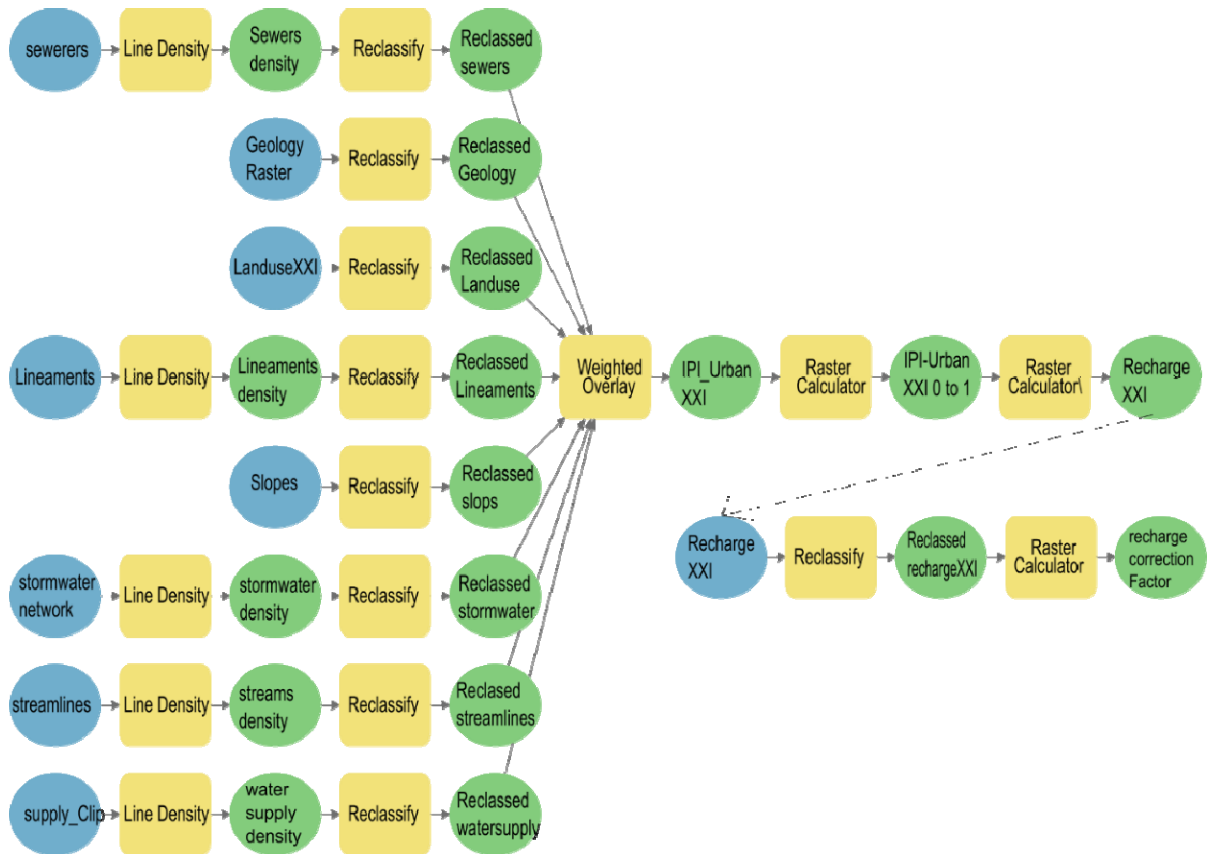 sewerers
Line Density
Sewers
density
Reclassify
Reclassed
sewers
Geology
Raster
Reclassify
Reclassed
Geology
LanduseXXI
Reclassify
Reclassed
Landuse
Lineaments
Line Density
Lineaments
density
Reclassify
Reclassed
Lineaments
Weighted
Overlay
IPI_Urban
XXI
Raster
Calculator
IPI-Urban
XXI 0 to 1
Raster
Calculator\
Recharge
XXI
Slopes
Reclassify
Reclassed
slops
Recharge
XXI
Reclassify
Reclassed
rechargeXXI
Raster
Calculator
recharge
correction
Factor
stormwater
network
Line Density
stormwater
density
Reclassify
Reclassed
stormwater
streamlines
Line Density
streams
density
Reclassify
Reclased
streamlines
supply_Clip
Line Density
water
supply
density
Reclassify
Reclassed
watersupply